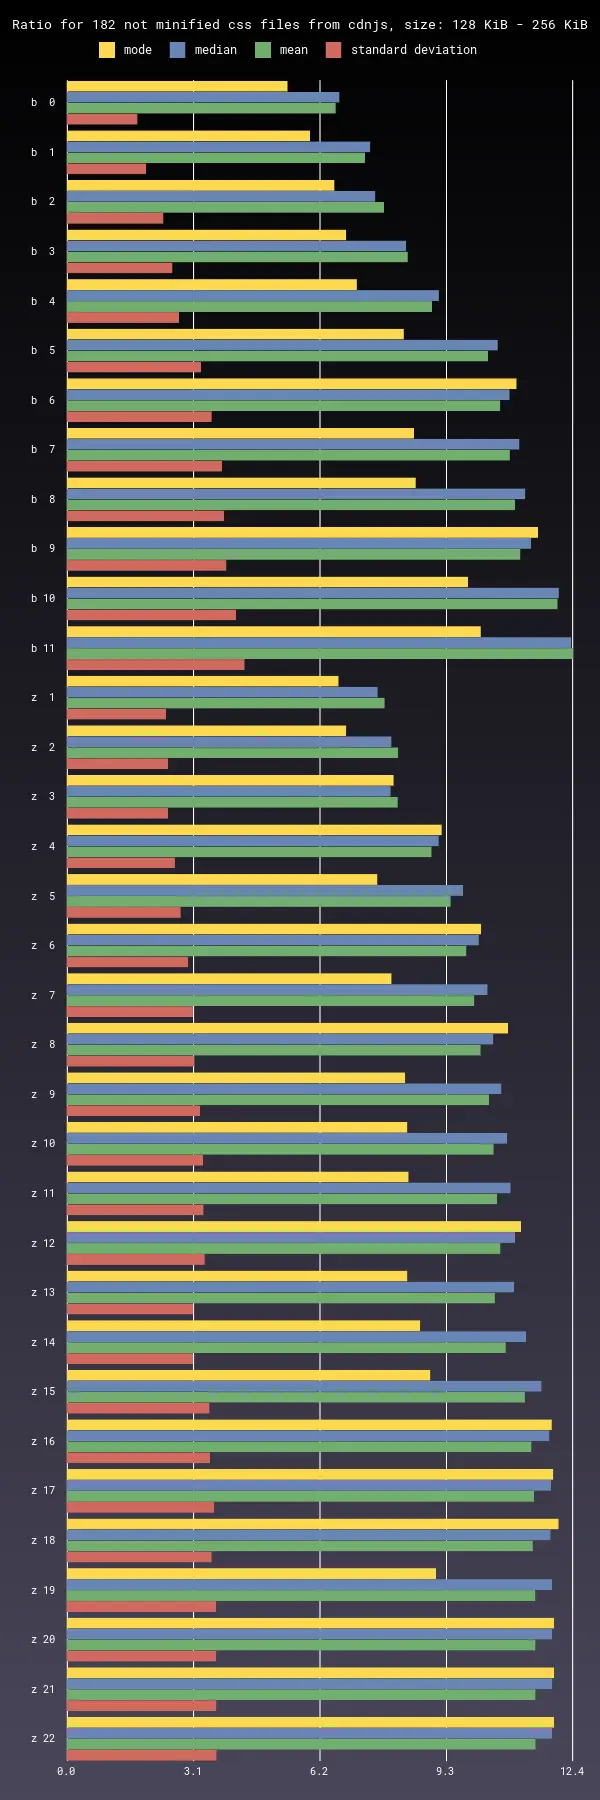 Ratio for 182 not minified css files from cdnjs, size: 128 KiB - 256 KiB
mode median mean standard deviation
b 0
b 1
b 2
b 3
b 4
b 5
b 6
b 7
b 8
b 9
b 10
b 11
z 1
z 2
z 3
z 4
z 5
z 6
z 7
z 8
z 9
z 10
z 11
z 12
z 13
z 14
z 15
z 16
z 17
z 18
z 19
z 20
z 21
z 22
0.0 3.1 6.2 9.3 12.4